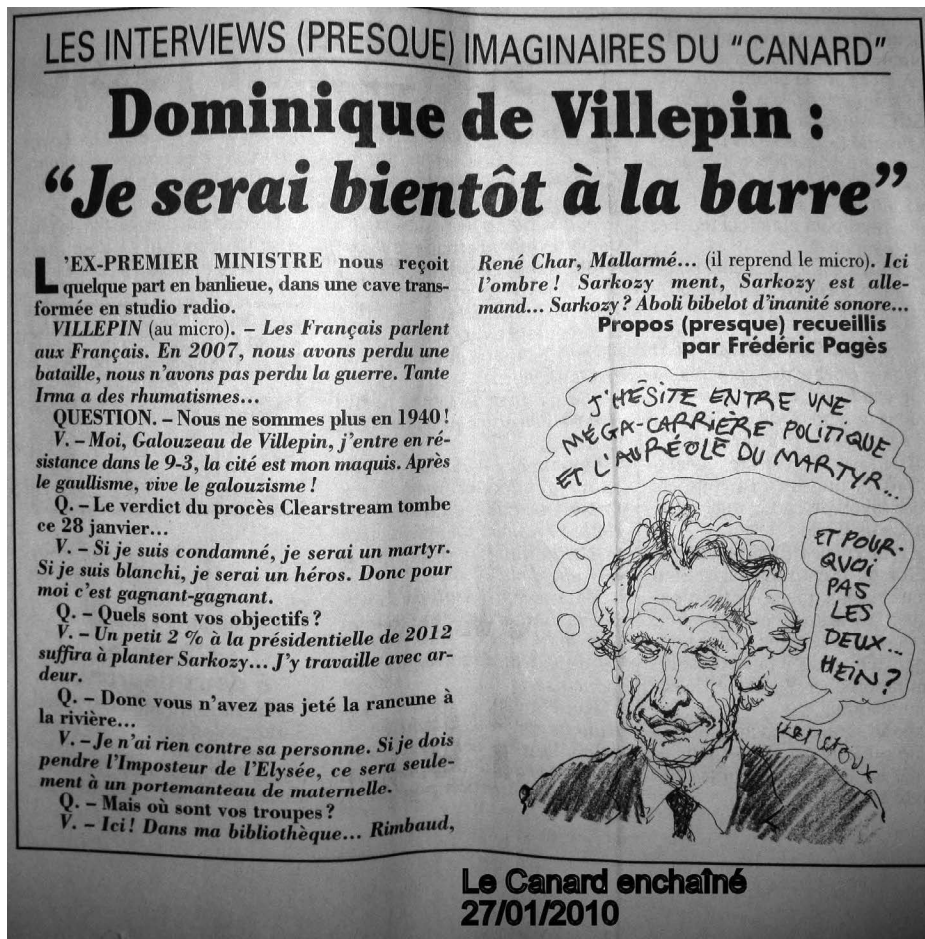 LES INTERVIEWS (PRESQUE) IMAGINAIRES DU "CANARD"
Dominique de Villepin :
“Je serai bientôt à la barre”
L'EX-PREMIER MINISTRE nous reçoit
quelque part en banlieue, dans une cave trans-
formée en studio radio.
VILLEPIN (au micro). – Les Français parlent
aux Français. En 2007, nous avons perdu une
bataille, nous n'avons pas perdu la guerre. Tante
Irma a des rhumatismes...
QUESTION. – Nous ne sommes plus en 1940 !
V. – Moi, Galouzeau de Villepin, j'entre en ré-
sistance dans le 9-3, la cité est mon maquis. Après
le gaullisme, vive le galouzisme !
Q. – Le verdict du procès Clearstream tombe
ce 28 janvier...
V. – Si je suis condamné, je serai un martyr.
Si je suis blanchi, je serai un héros. Donc pour
moi c'est gagnant-gagnant.
Q. – Quels sont vos objectifs ?
V. – Un petit 2 % à la présidentielle de 2012
suffira à planter Sarkozy... J'y travaille avec ar-
deur.
Q. – Donc vous n'avez pas jeté la rancune à
la rivière...
V. – Je n'ai rien contre sa personne. Si je dois
pendre l'Imposteur de l'Elysée, ce sera seule-
ment à un portemanteau de maternelle.
Q. – Mais où sont vos troupes ?
V. – Ici ! Dans ma bibliothèque... Rimbaud,
René Char, Mallarmé... (il reprend le micro). Ici
l'ombre ! Sarkozy ment, Sarkozy est alle-
mand... Sarkozy ? Aboli bibelot d'inanité sonore...
Propos (presque) recueillis
par Frédéric Pagès
J'HÉSITE ENTRE UNE
MÉGA-CARRIÈRE POLITIQUE
ET L'AURÉOLE DU MARTYR...
ET POUR-
QUOI
PAS
LES
DEUX...
HEIN ?
Kerleroux
Le Canard enchaîné
27/01/2010